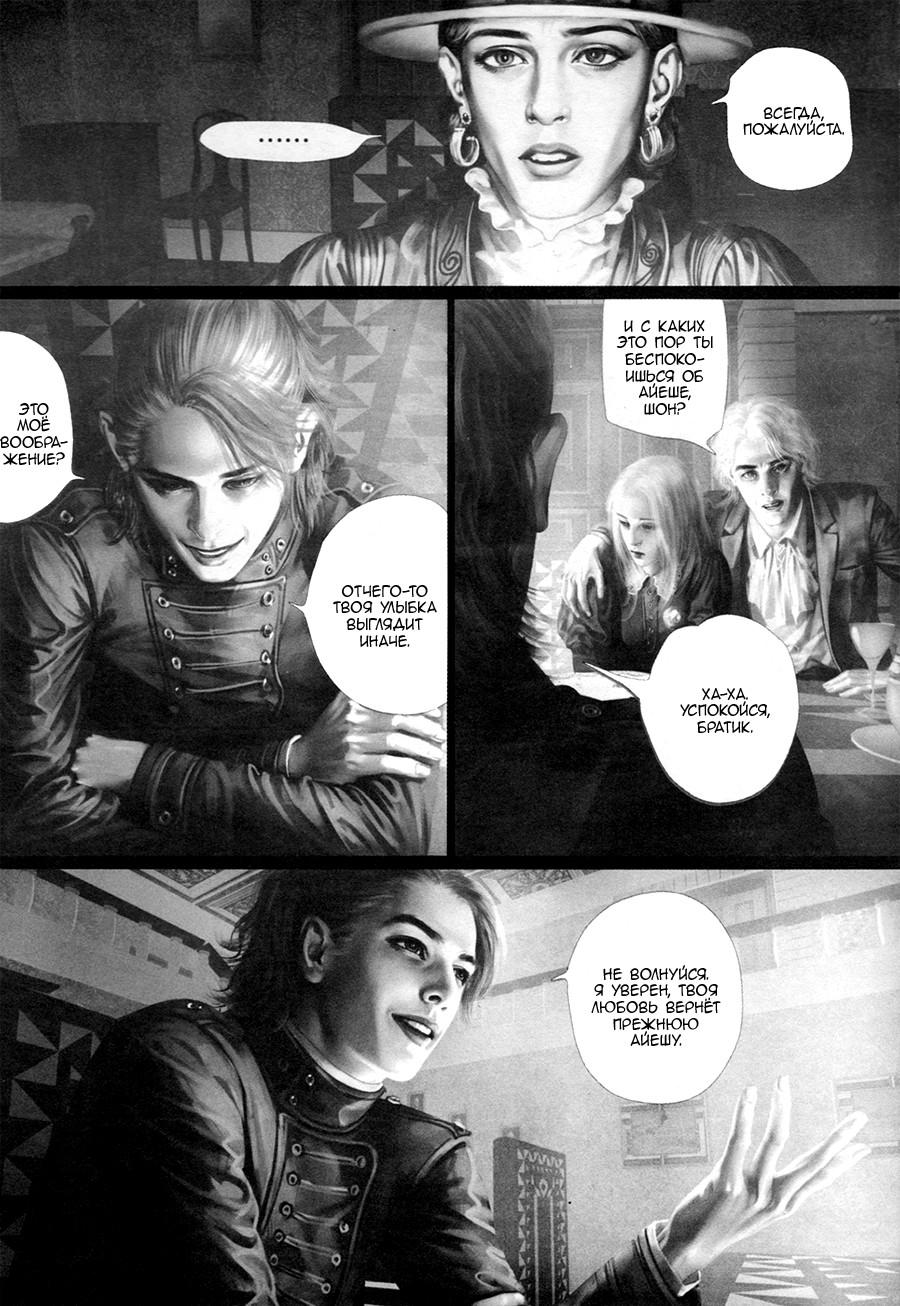 ВСЕГДА,
ПОЖАЛУЙСТА.
......
И С КАКИХ
ЭТО ПОР ТЫ
БЕСПОКО-
ИШЬСЯ ОБ
АЙЕШЕ,
ШОН?
ХА-ХА.
УСПОКОЙСЯ,
БРАТИК.
ОТЧЕГО-ТО
ТВОЯ УЛЫБКА
ВЫГЛЯДИТ
ИНАЧЕ.
ЭТО
МОЁ
ВООБРА-
ЖЕНИЕ?
НЕ ВОЛНУЙСЯ.
Я УВЕРЕН, ТВОЯ
ЛЮБОВЬ ВЕРНЁТ
ПРЕЖНЮЮ
АЙЕШУ.